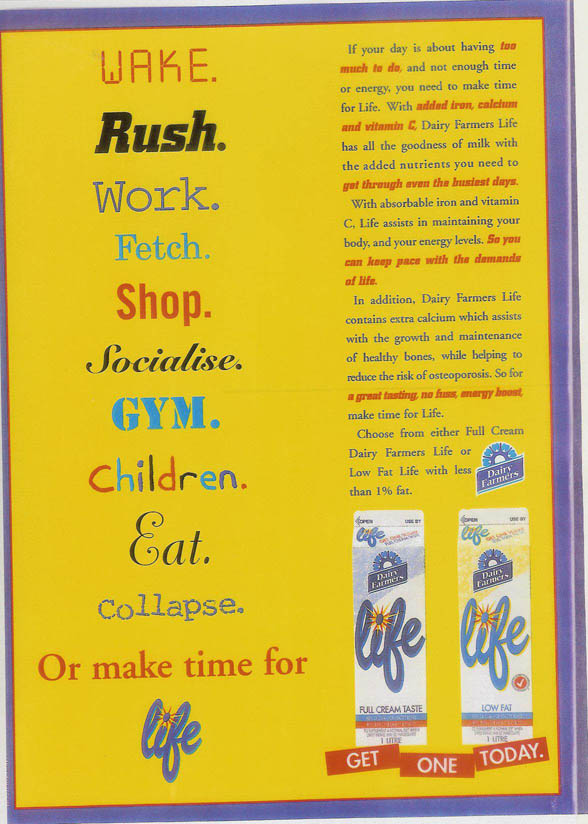 WAKE.
Rush.
Work.
Fetch.
Shop.
Socialise.
GYM.
Children.
Eat.
Collapse.
Or make time for
life
If your day is about having too
much to do, and not enough time
or energy, you need to make time
for Life. With added iron, calcium
and vitamin C, Dairy Farmers Life
has all the goodness of milk with
the added nutrients you need to
get through even the busiest days.
With absorbable iron and vitamin
C, Life assists in maintaining your
body, and your energy levels. So you
can keep pace with the demands
of life.
In addition, Dairy Farmers Life
contains extra calcium which assists
with the growth and maintenance
of healthy bones, while helping to
reduce the risk of osteoporosis. So for
a great tasting, no fuss, energy boost,
make time for Life.
Choose from either Full Cream
Dairy Farmers Life or
Low Fat Life with less
than 1% fat.
Dairy
Farmers
OPEN USE BY
life
Dairy
Farmers
life
FULL CREAM TASTE
1 LITRE
OPEN USE BY
life
Dairy
Farmers
life
LOW FAT
1 LITRE
GET ONE TODAY.